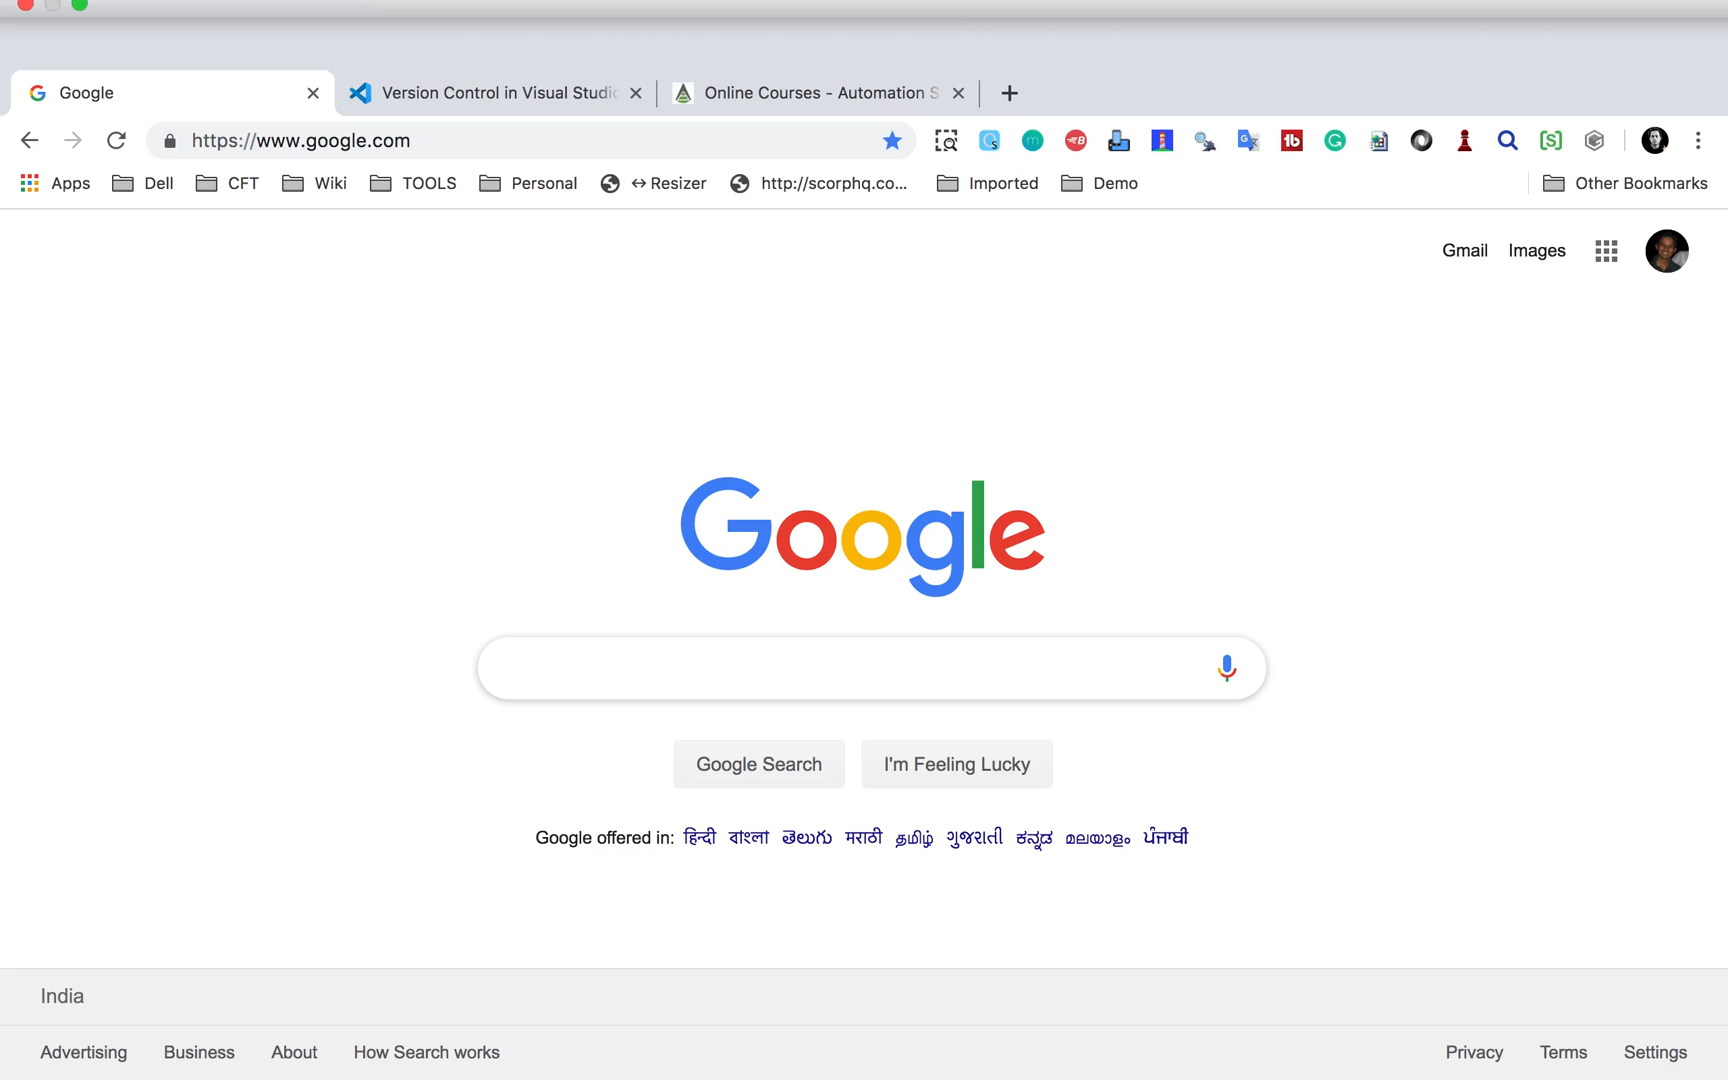 Google
Version Control in Visual Studio
Online Courses - Automation S
https://www.google.com
Apps
Dell
CFT
Wiki
TOOLS
Personal
↔ Resizer
http://scorphq.co...
Imported
Demo
Other Bookmarks
Gmail
Images
Google
Google Search
I'm Feeling Lucky
Google offered in: हिन्दी বাংলা తెలుగు मराठी தமிழ் ગુજરાતી ಕನ್ನಡ മലയാളം ਪੰਜਾਬੀ
India
Advertising
Business
About
How Search works
Privacy
Terms
Settings